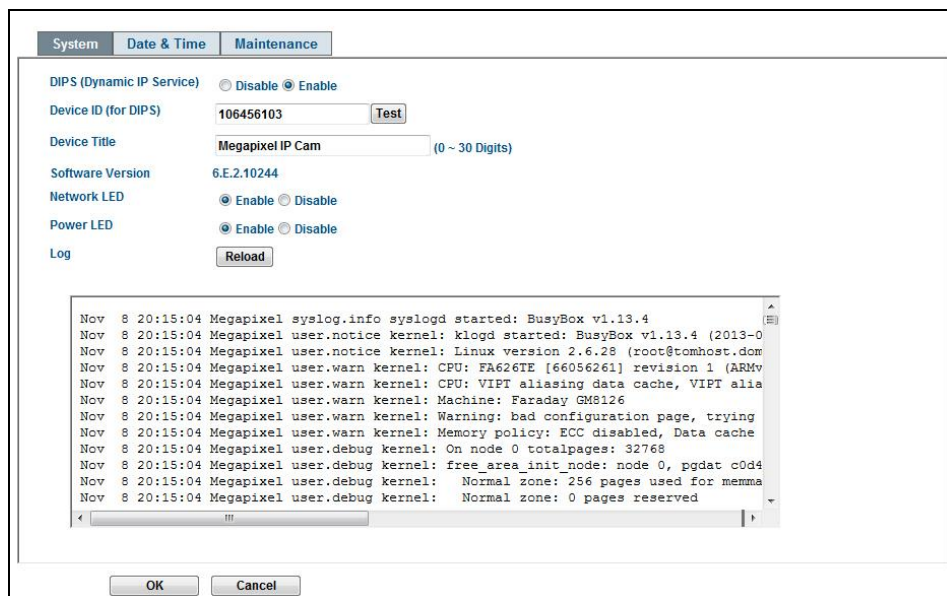 System Date & Time Maintenance
DIPS (Dynamic IP Service) Disable Enable
Device ID (for DIPS) 106456103 Test
Device Title Megapixel IP Cam (0 ~ 30 Digits)
Software Version 6.E.2.10244
Network LED Enable Disable
Power LED Enable Disable
Log Reload
Nov 8 20:15:04 Megapixel syslog.info syslogd started: BusyBox v1.13.4
Nov 8 20:15:04 Megapixel user.notice kernel: klogd started: BusyBox v1.13.4 (2013-0
Nov 8 20:15:04 Megapixel user.notice kernel: Linux version 2.6.28 (root@tomhost.dom
Nov 8 20:15:04 Megapixel user.warn kernel: CPU: FA626TE [66056261] revision 1 (ARMv
Nov 8 20:15:04 Megapixel user.warn kernel: CPU: VIPT aliasing data cache, VIPT alia
Nov 8 20:15:04 Megapixel user.warn kernel: Machine: Faraday GM8126
Nov 8 20:15:04 Megapixel user.warn kernel: Warning: bad configuration page, trying
Nov 8 20:15:04 Megapixel user.warn kernel: Memory policy: ECC disabled, Data cache
Nov 8 20:15:04 Megapixel user.debug kernel: On node 0 totalpages: 32768
Nov 8 20:15:04 Megapixel user.debug kernel: free_area_init_node: node 0, pgdat c0d4
Nov 8 20:15:04 Megapixel user.debug kernel: Normal zone: 256 pages used for memma
Nov 8 20:15:04 Megapixel user.debug kernel: Normal zone: 0 pages reserved
OK Cancel